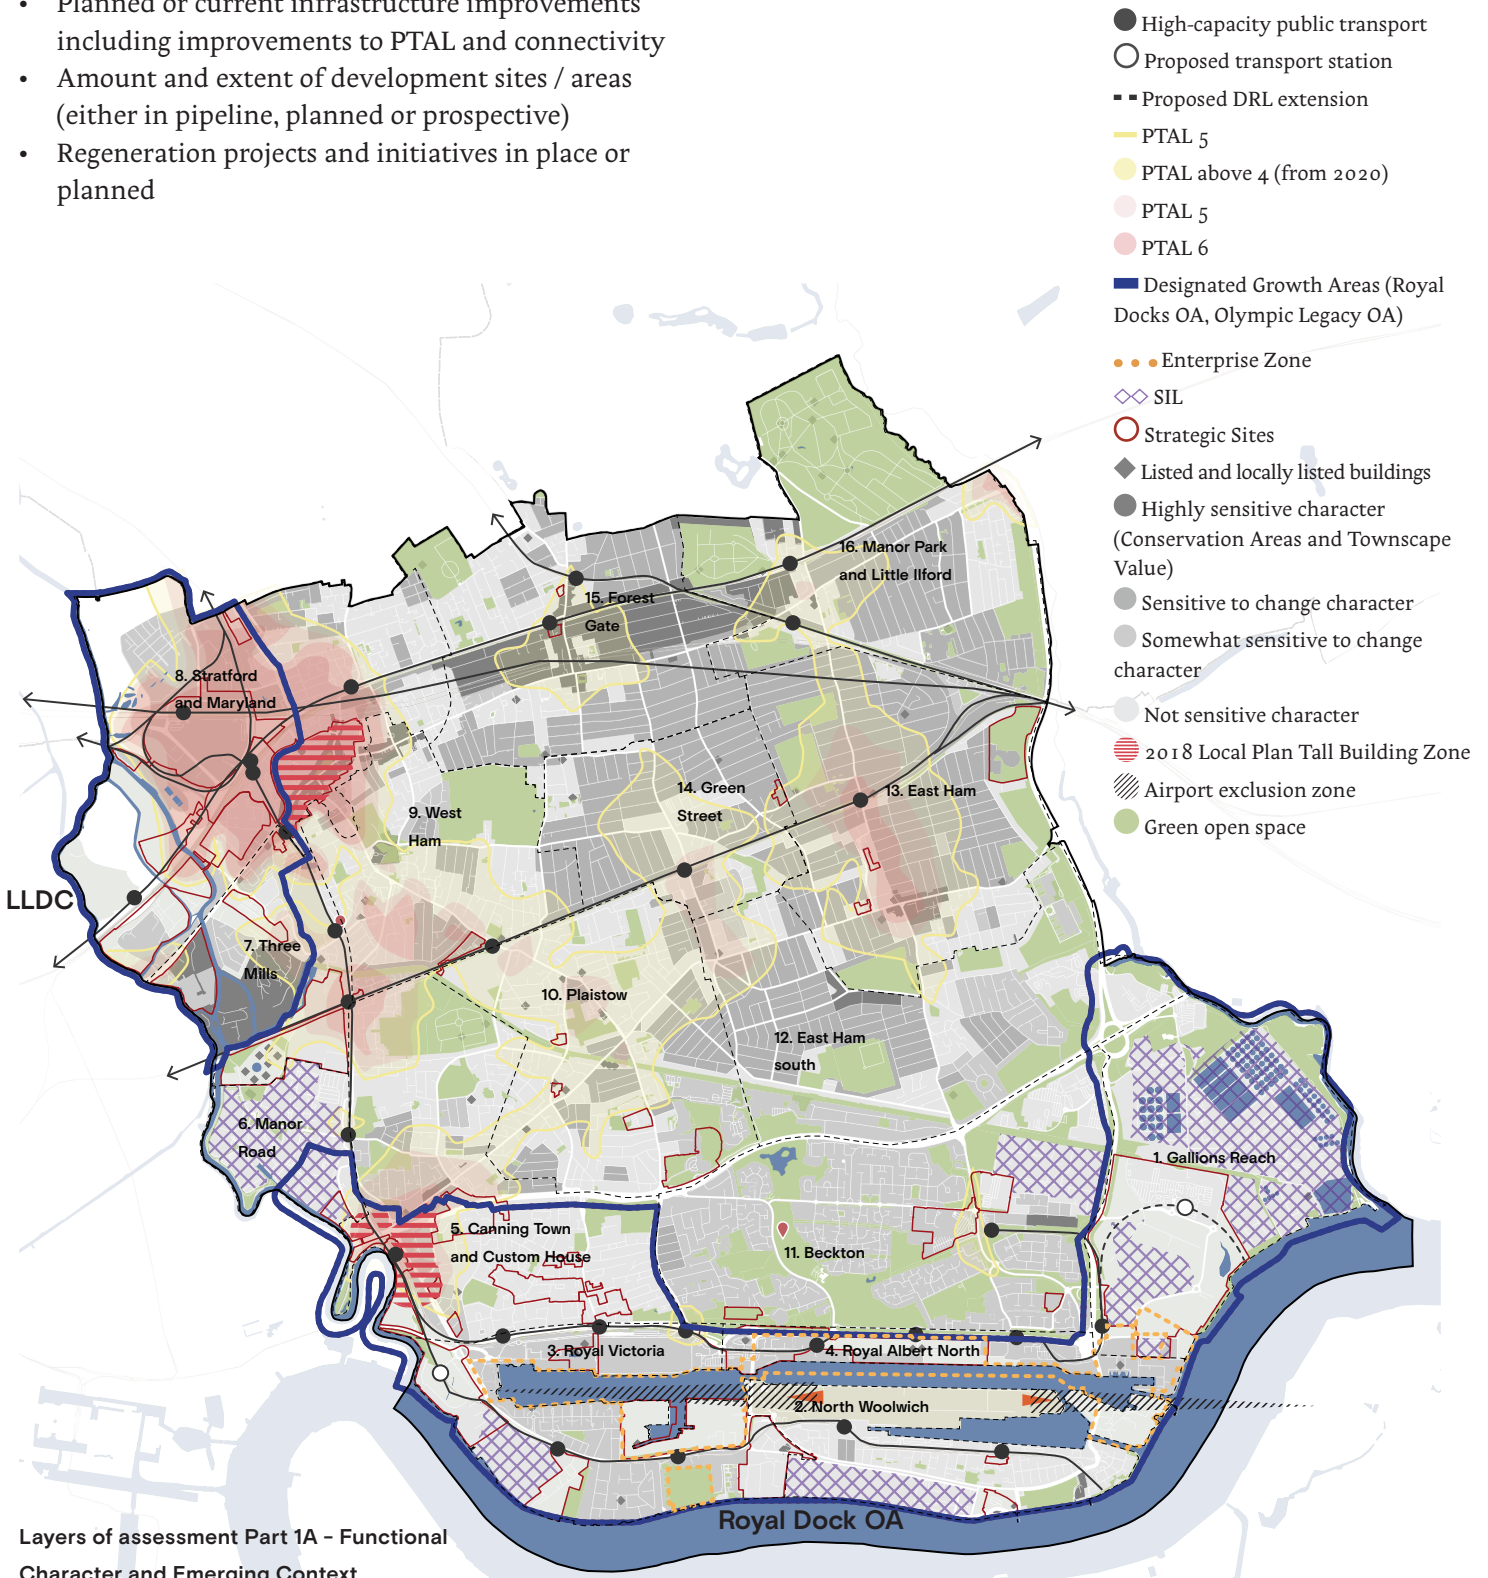 • Planned or current infrastructure improvements
including improvements to PTAL and connectivity
• Amount and extent of development sites / areas
(either in pipeline, planned or prospective)
• Regeneration projects and initiatives in place or
planned
High-capacity public transport
Proposed transport station
Proposed DRL extension
PTAL 5
PTAL above 4 (from 2020)
PTAL 5
PTAL 6
Designated Growth Areas (Royal
Docks OA, Olympic Legacy OA)
Enterprise Zone
SIL
Strategic Sites
Listed and locally listed buildings
Highly sensitive character
(Conservation Areas and Townscape
Value)
Sensitive to change character
Somewhat sensitive to change
character
Not sensitive character
2018 Local Plan Tall Building Zone
Airport exclusion zone
Green open space
16. Manor Park
and Little Ilford
15. Forest
Gate
8. Stratford
and Maryland
14. Green
Street
13. East Ham
9. West
Ham
LLDC
7. Three
Mills
10. Plaistow
12. East Ham
south
6. Manor
Road
1. Gallions Reach
5. Canning Town
and Custom House
11. Beckton
3. Royal Victoria
4. Royal Albert North
2. North Woolwich
Royal Dock OA
Layers of assessment Part 1A - Functional
Character and Emerging Context